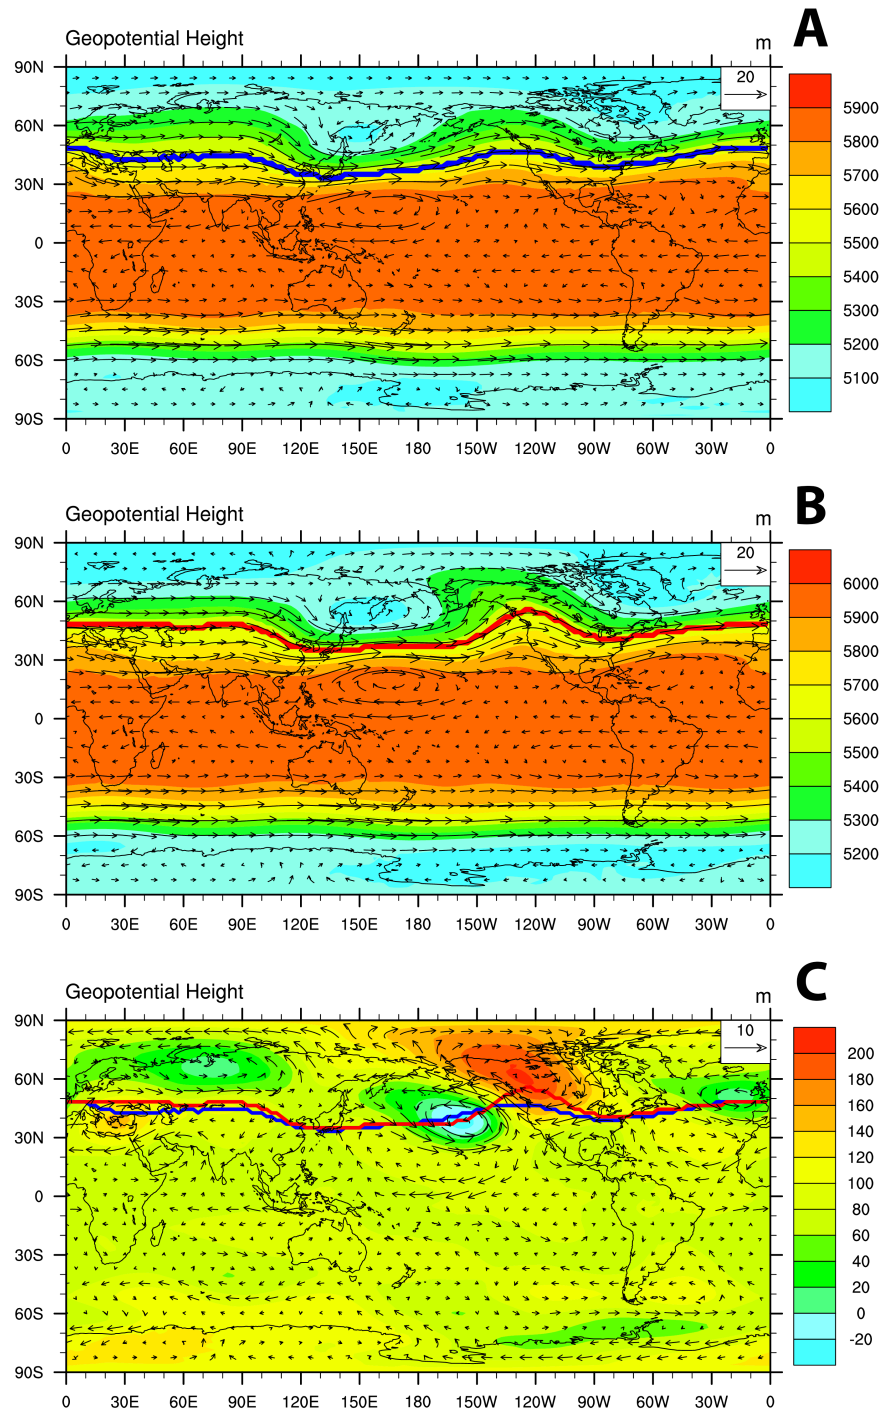 A
Geopotential Height
m
20
90N
60N
30N
0
30S
60S
90S
0 30E 60E 90E 120E 150E 180 150W 120W 90W 60W 30W 0
5900
5800
5700
5600
5500
5400
5300
5200
5100
B
Geopotential Height
m
20
90N
60N
30N
0
30S
60S
90S
0 30E 60E 90E 120E 150E 180 150W 120W 90W 60W 30W 0
6000
5900
5800
5700
5600
5500
5400
5300
5200
C
Geopotential Height
m
10
90N
60N
30N
0
30S
60S
90S
0 30E 60E 90E 120E 150E 180 150W 120W 90W 60W 30W 0
200
180
160
140
120
100
80
60
40
20
0
-20